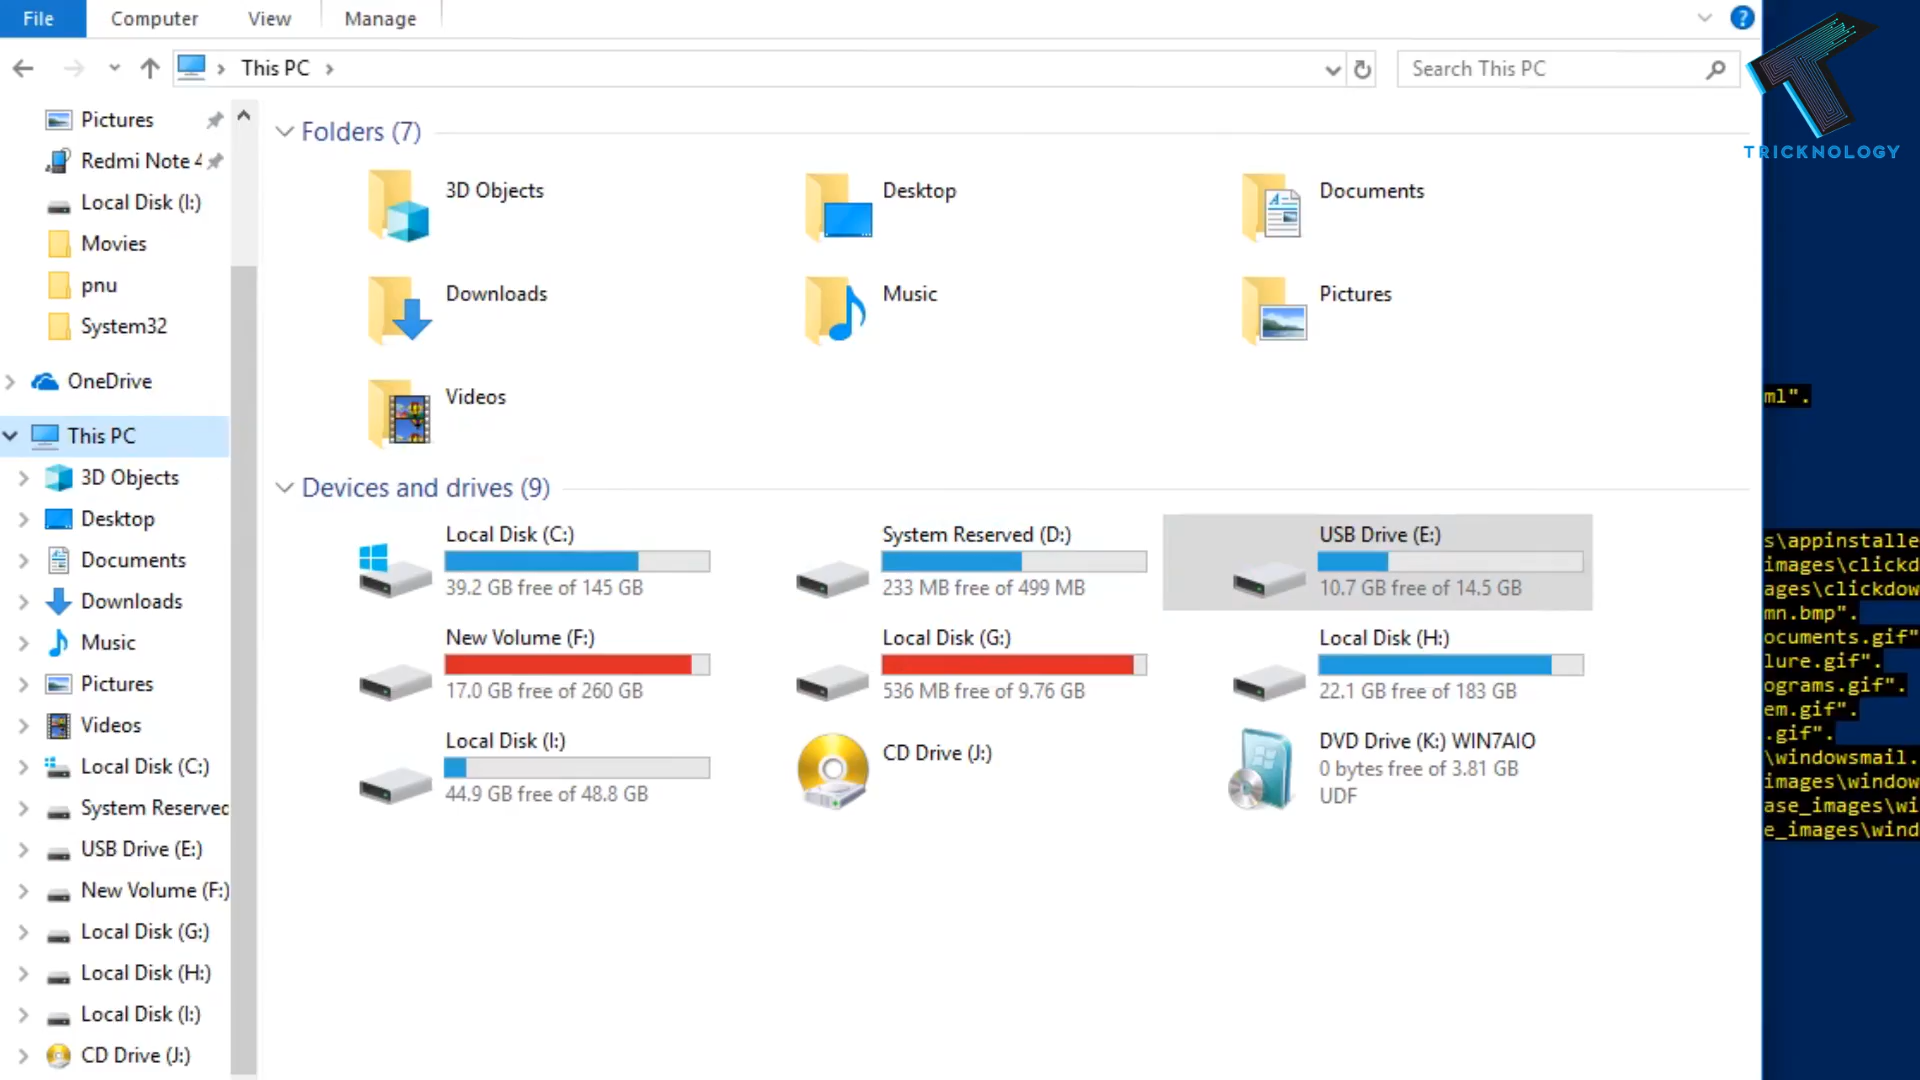 File
Computer
View
Manage
?
This PC
Search This PC
TRICKNOLOGY
Pictures
Redmi Note 4
Local Disk (I:)
Movies
pnu
System32
OneDrive
This PC
3D Objects
Desktop
Documents
Downloads
Music
Pictures
Videos
Local Disk (C:)
System Reserved
USB Drive (E:)
New Volume (F:)
Local Disk (G:)
Local Disk (H:)
Local Disk (I:)
CD Drive (J:)
Folders (7)
3D Objects
Desktop
Documents
Downloads
Music
Pictures
Videos
Devices and drives (9)
Local Disk (C:)
39.2 GB free of 145 GB
System Reserved (D:)
233 MB free of 499 MB
USB Drive (E:)
10.7 GB free of 14.5 GB
New Volume (F:)
17.0 GB free of 260 GB
Local Disk (G:)
536 MB free of 9.76 GB
Local Disk (H:)
22.1 GB free of 183 GB
Local Disk (I:)
44.9 GB free of 48.8 GB
CD Drive (J:)
DVD Drive (K:) WIN7AIO
0 bytes free of 3.81 GB
UDF
ml".
s\appinstalle
images\clickd
ages\clickdow
mn.bmp".
ocuments.gif"
lure.gif".
ograms.gif".
em.gif".
.gif".
\windowsmail.
images\window
ase_images\wi
e_images\wind